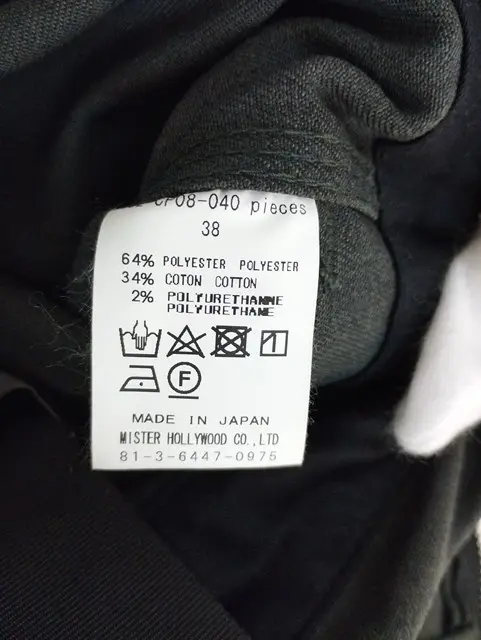 CP08-040 pieces
38
64% POLYESTER POLYESTER
34% COTON COTTON
2% POLYURETHANNE
POLYURETHANE
F
MADE IN JAPAN
MISTER HOLLYWOOD CO.,LTD
81-3-6447-0975